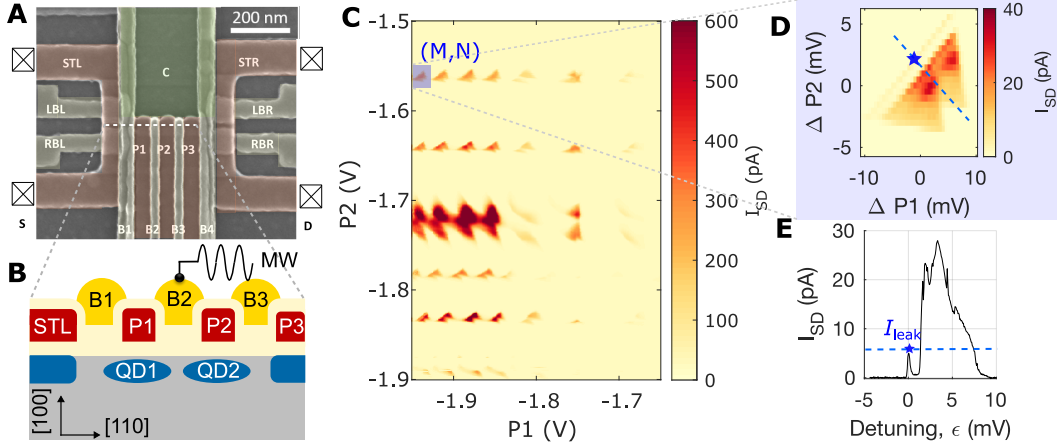 A
200 nm
STL
C
STR
LBL
LBR
RBL
RBR
P1
P2
P3
S
B1
B2
B3
B4
D
B
MW
B1
B2
B3
STL
P1
P2
P3
QD1
QD2
[100]
[110]
C
-1.5
-1.6
-1.7
-1.8
-1.9
P2 (V)
(M,N)
-1.9
-1.8
-1.7
P1 (V)
600
500
400
300
200
100
0
I_SD (pA)
D
5
0
-5
Δ P2 (mV)
-10
0
10
Δ P1 (mV)
40
20
0
I_SD (pA)
E
30
20
10
0
I_SD (pA)
I_leak
-5
0
5
10
Detuning, ϵ (mV)